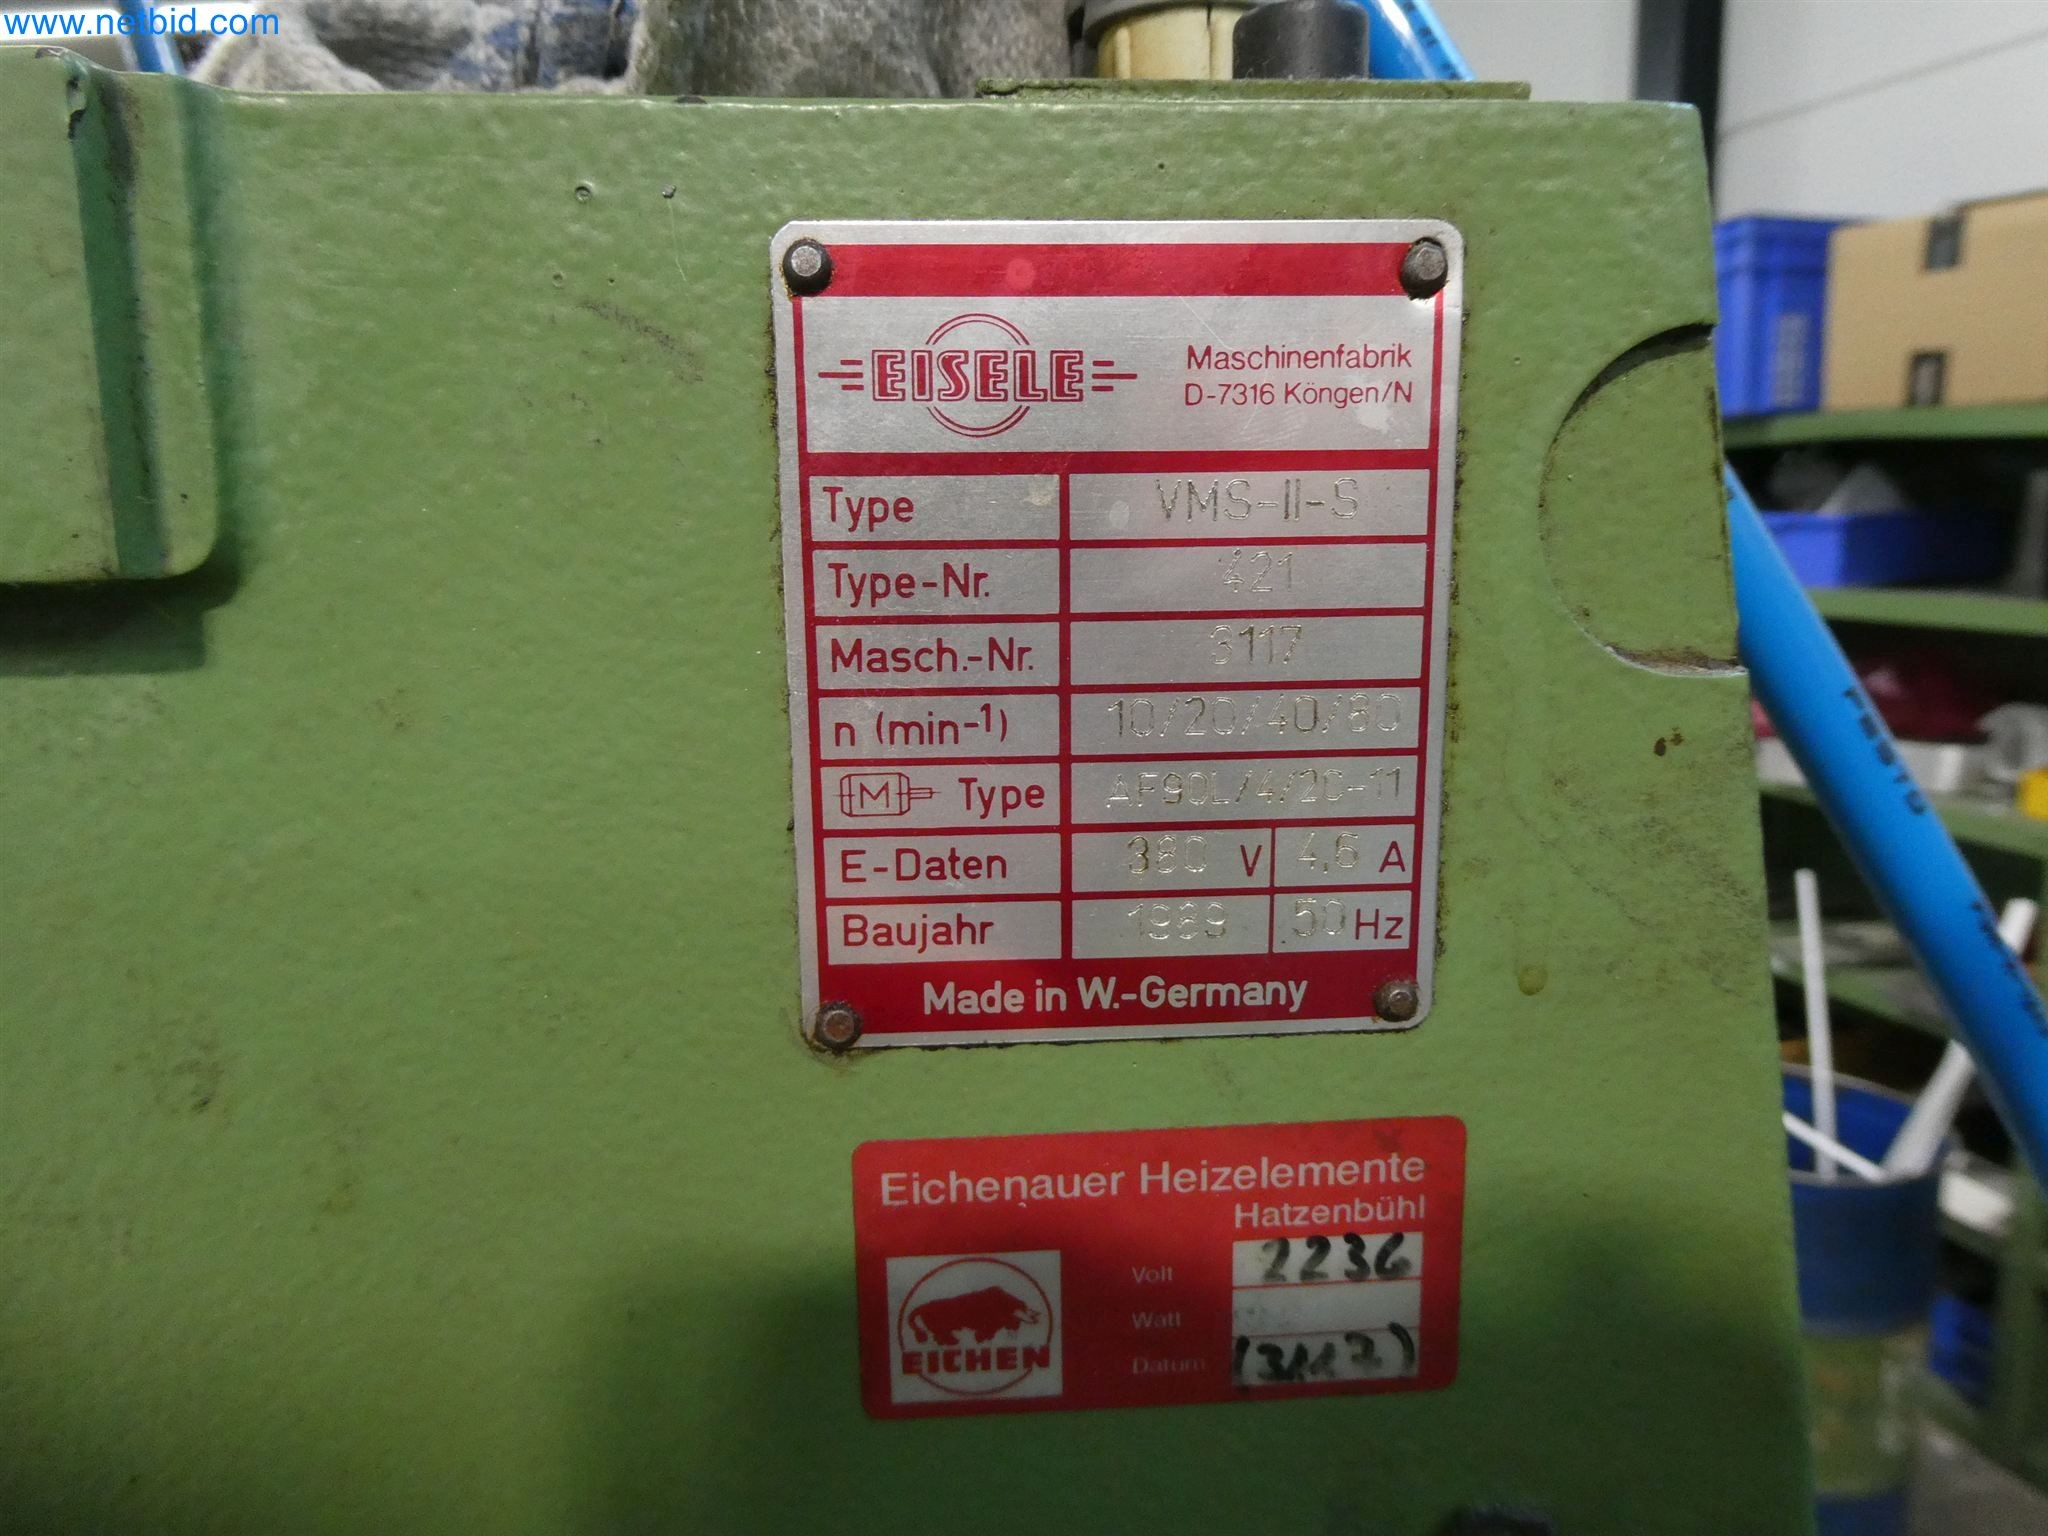 www.netbid.com
EISELE
Maschinenfabrik
D-7316 Köngen/N
Type VMS-II-S
Type-Nr. 421
Masch.-Nr. 3117
n (min-1) 10/20/40/80
M Type AF90L/4/2C-11
E-Daten 380 V 4,6 A
Baujahr 1989 50 Hz
Made in W.-Germany
Eichenauer Heizelemente
Hatzenbühl
Volt 2236
Watt
Datum (3117)
EICHEN
FESTO